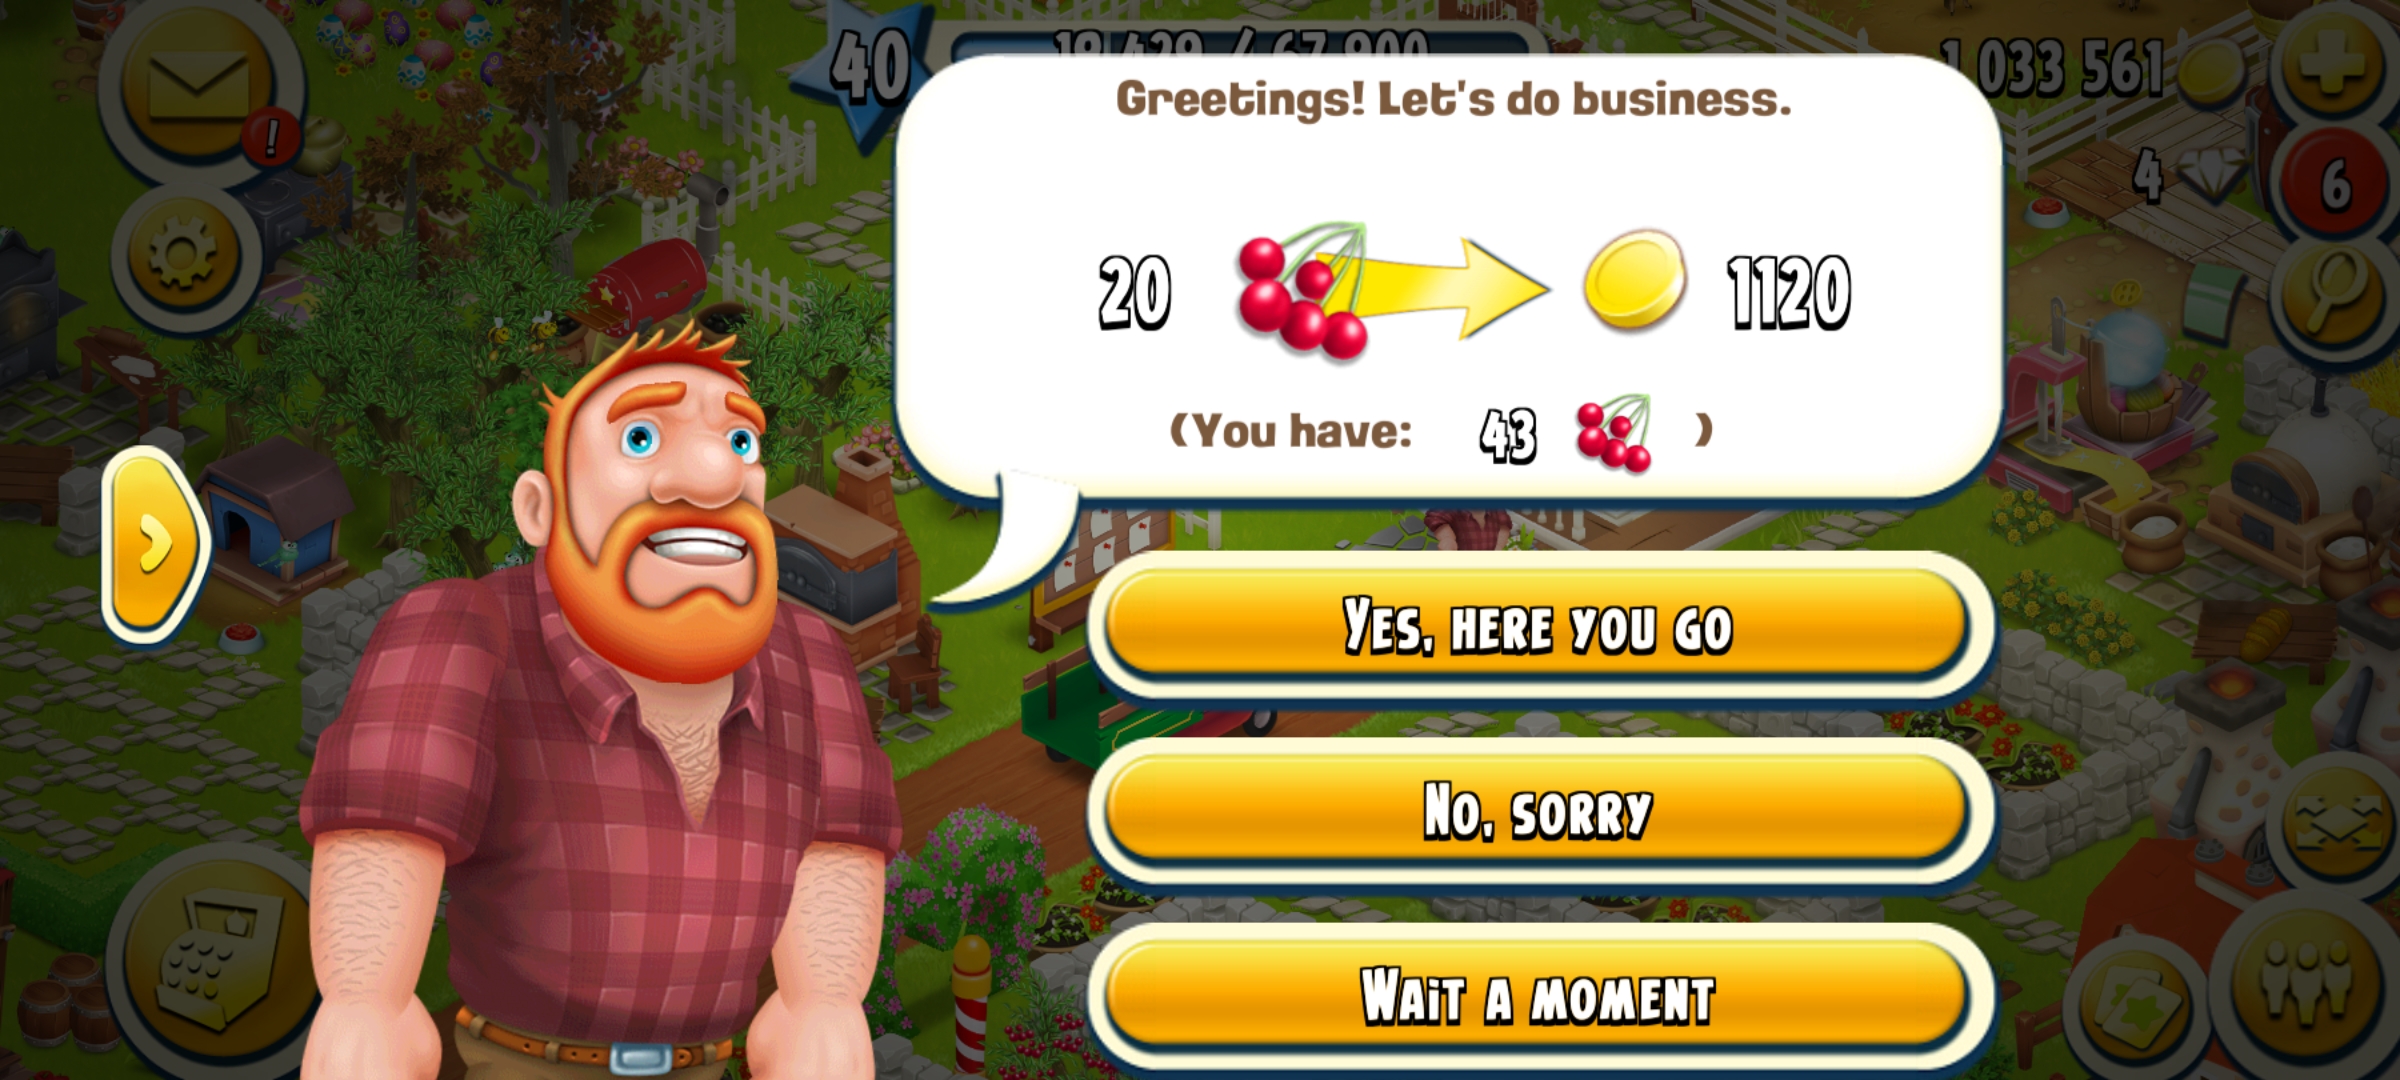 40
1 033 561
4
6
!
Greetings! Let's do business.
20
1120
(You have: 43 )
Yes, here you go
No, sorry
Wait a moment